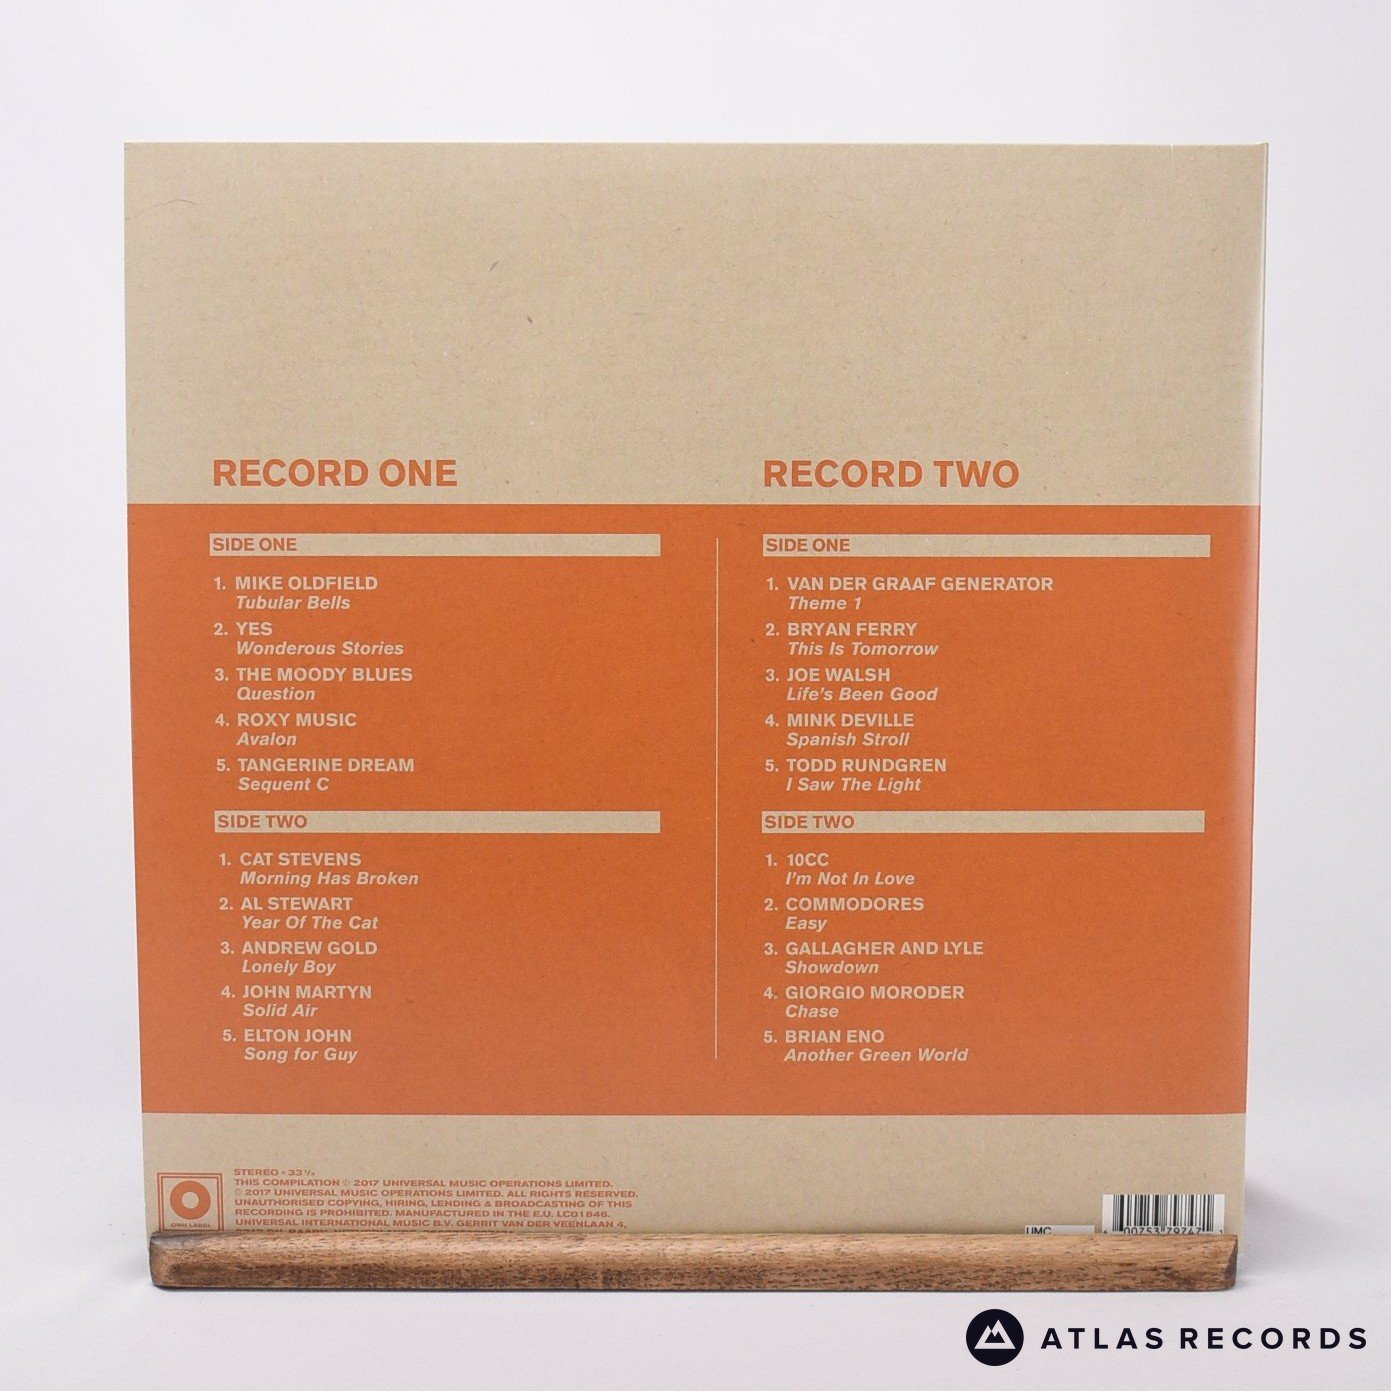 RECORD ONE
SIDE ONE
1. MIKE OLDFIELD
Tubular Bells
2. YES
Wonderous Stories
3. THE MOODY BLUES
Question
4. ROXY MUSIC
Avalon
5. TANGERINE DREAM
Sequent C
SIDE TWO
1. CAT STEVENS
Morning Has Broken
2. AL STEWART
Year Of The Cat
3. ANDREW GOLD
Lonely Boy
4. JOHN MARTYN
Solid Air
5. ELTON JOHN
Song for Guy
RECORD TWO
SIDE ONE
1. VAN DER GRAAF GENERATOR
Theme 1
2. BRYAN FERRY
This Is Tomorrow
3. JOE WALSH
Life's Been Good
4. MINK DEVILLE
Spanish Stroll
5. TODD RUNDGREN
I Saw The Light
SIDE TWO
1. 10CC
I'm Not In Love
2. COMMODORES
Easy
3. GALLAGHER AND LYLE
Showdown
4. GIORGIO MORODER
Chase
5. BRIAN ENO
Another Green World
OWN LABEL
STEREO • 33⅓
THIS COMPILATION ℗ 2017 UNIVERSAL MUSIC OPERATIONS LIMITED.
© 2017 UNIVERSAL MUSIC OPERATIONS LIMITED. ALL RIGHTS RESERVED.
UNAUTHORISED COPYING, HIRING, LENDING & BROADCASTING OF THIS
RECORDING IS PROHIBITED. MANUFACTURED IN THE E.U. LC01846.
UNIVERSAL INTERNATIONAL MUSIC B.V. GERRIT VAN DER VEENLAAN 4,
UMC
00753 79747 1
ATLAS RECORDS